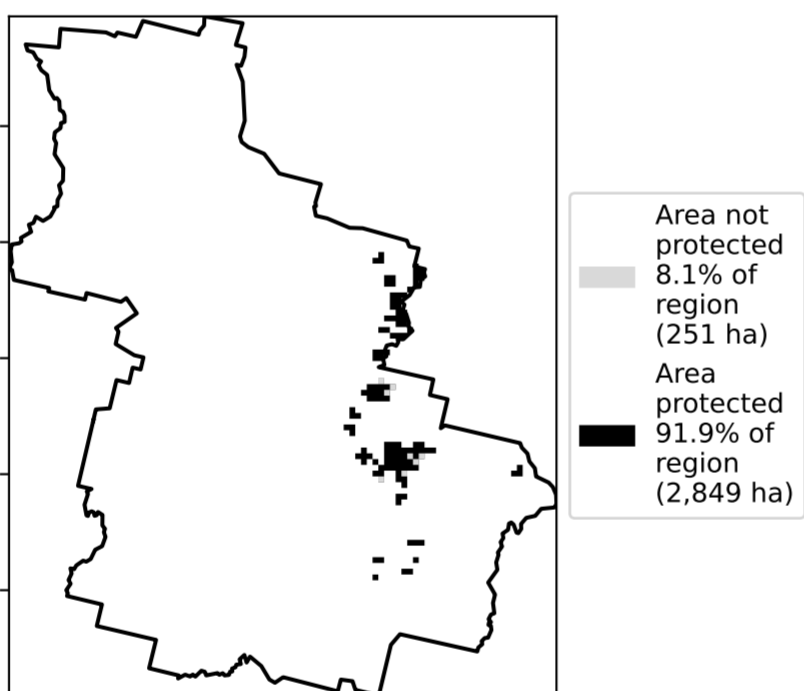 Area not
protected
8.1% of
region
(251 ha)
Area
protected
91.9% of
region
(2,849 ha)